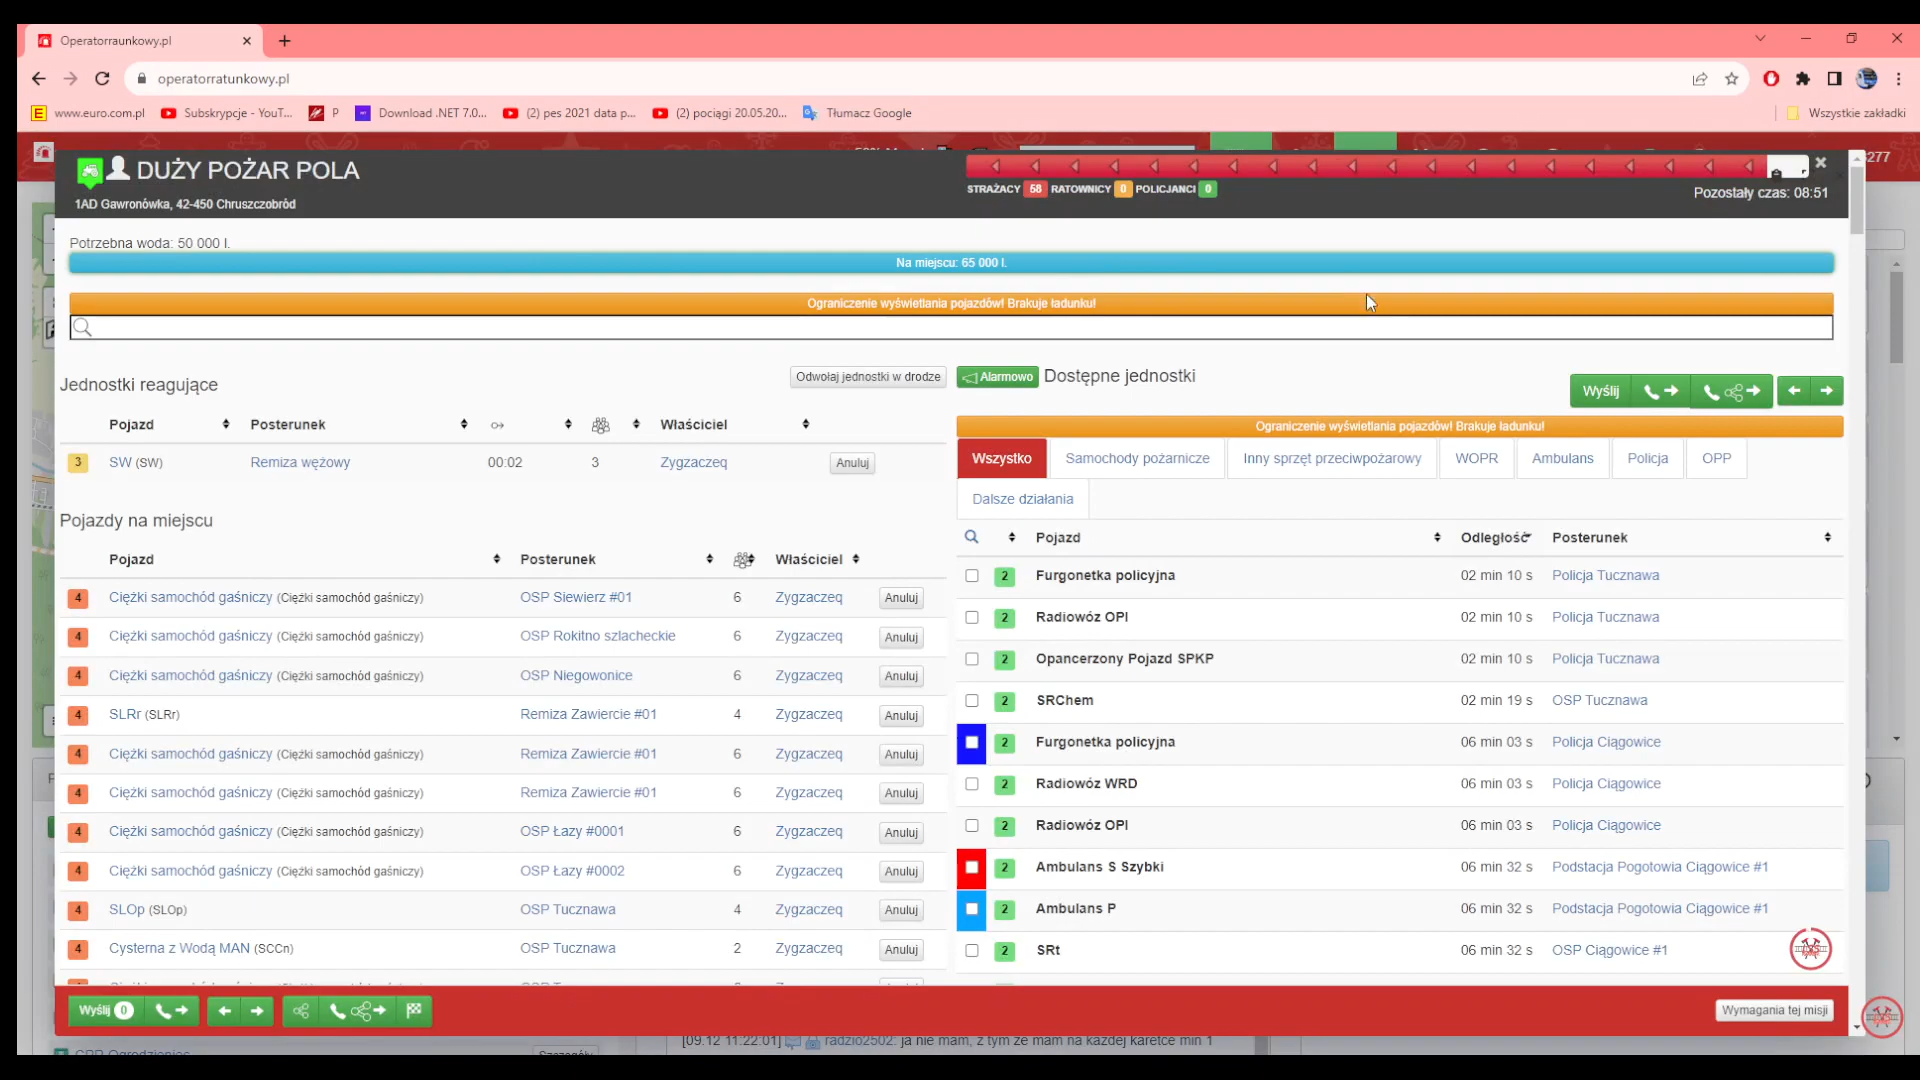 Operatorraunkowy.pl
operatorratunkowy.pl
www.euro.com.pl
Subskrypcje - YouT...
P
Download .NET 7.0...
(2) pes 2021 data p...
(2) pociągi 20.05.20...
Tłumacz Google
Wszystkie zakładki
DUŻY POŻAR POLA
1AD Gawronówka, 42-450 Chruszczobród
STRAŻACY 58 RATOWNICY 0 POLICJANCI 0
Pozostały czas: 08:51
Potrzebna woda: 50 000 l.
Na miejscu: 65 000 l.
Ograniczenie wyświetlania pojazdów! Brakuje ładunku!
Jednostki reagujące
Odwołaj jednostki w drodze
Pojazd Posterunek Właściciel
3 SW (SW) Remiza wężowy 00:02 3 Zygzaczeq Anuluj
Pojazdy na miejscu
Pojazd Posterunek Właściciel
4 Ciężki samochód gaśniczy (Ciężki samochód gaśniczy) OSP Siewierz #01 6 Zygzaczeq Anuluj
4 Ciężki samochód gaśniczy (Ciężki samochód gaśniczy) OSP Rokitno szlacheckie 6 Zygzaczeq Anuluj
4 Ciężki samochód gaśniczy (Ciężki samochód gaśniczy) OSP Niegowonice 6 Zygzaczeq Anuluj
4 SLRr (SLRr) Remiza Zawiercie #01 4 Zygzaczeq Anuluj
4 Ciężki samochód gaśniczy (Ciężki samochód gaśniczy) Remiza Zawiercie #01 6 Zygzaczeq Anuluj
4 Ciężki samochód gaśniczy (Ciężki samochód gaśniczy) Remiza Zawiercie #01 6 Zygzaczeq Anuluj
4 Ciężki samochód gaśniczy (Ciężki samochód gaśniczy) OSP Łazy #0001 6 Zygzaczeq Anuluj
4 Ciężki samochód gaśniczy (Ciężki samochód gaśniczy) OSP Łazy #0002 6 Zygzaczeq Anuluj
4 SLOp (SLOp) OSP Tucznawa 4 Zygzaczeq Anuluj
4 Cysterna z Wodą MAN (SCCn) OSP Tucznawa 2 Zygzaczeq Anuluj
Alarmowo Dostępne jednostki
Wyślij
Ograniczenie wyświetlania pojazdów! Brakuje ładunku!
Wszystko Samochody pożarnicze Inny sprzęt przeciwpożarowy WOPR Ambulans Policja OPP
Dalsze działania
Pojazd Odległość Posterunek
2 Furgonetka policyjna 02 min 10 s Policja Tucznawa
2 Radiowóz OPI 02 min 10 s Policja Tucznawa
2 Opancerzony Pojazd SPKP 02 min 10 s Policja Tucznawa
2 SRChem 02 min 19 s OSP Tucznawa
2 Furgonetka policyjna 06 min 03 s Policja Ciągowice
2 Radiowóz WRD 06 min 03 s Policja Ciągowice
2 Radiowóz OPI 06 min 03 s Policja Ciągowice
2 Ambulans S Szybki 06 min 32 s Podstacja Pogotowia Ciągowice #1
2 Ambulans P 06 min 32 s Podstacja Pogotowia Ciągowice #1
2 SRt 06 min 32 s OSP Ciągowice #1
Wyślij 0
Wymagania tej misji
[09.12 11:22:01] radzio2502: ja nie mam, z tym ze mam na każdej karetce min 1